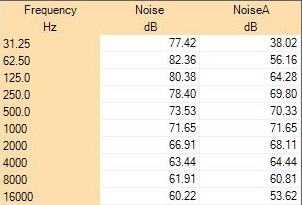 Frequency Noise NoiseA
Hz dB dB
31.25 77.42 38.02
62.50 82.36 56.16
125.0 80.38 64.28
250.0 78.40 69.80
500.0 73.53 70.33
1000 71.65 71.65
2000 66.91 68.11
4000 63.44 64.44
8000 61.91 60.81
16000 60.22 53.62